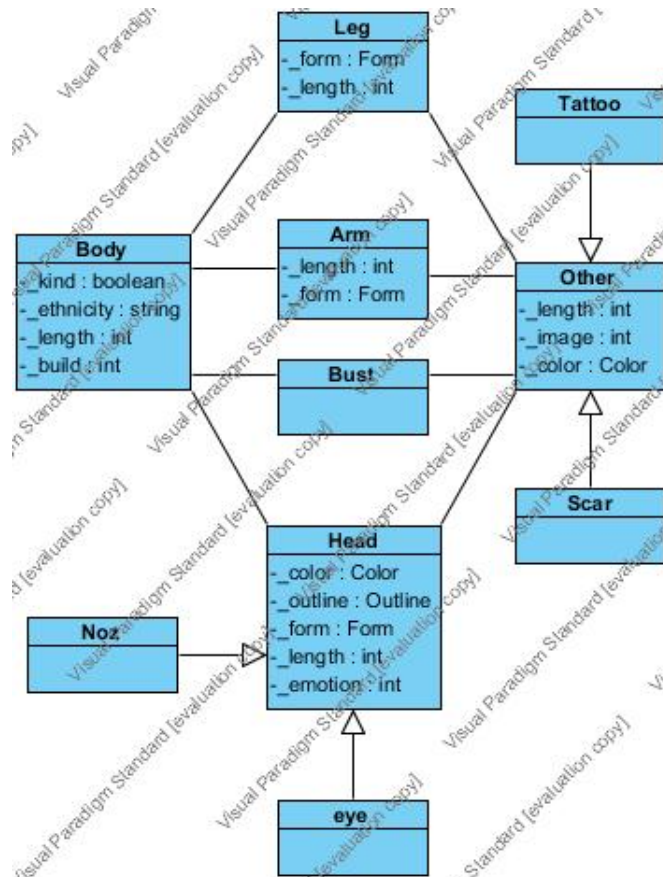 Leg
-_form : Form
-_length : int
Tattoo
Body
-_kind : boolean
-_ethnicity : string
-_length : int
-_build : int
Arm
-_length : int
-_form : Form
Other
-_length : int
-_image : int
-_color : Color
Bust
Scar
Head
-_color : Color
-_outline : Outline
-_form : Form
-_length : int
-_emotion : int
Noz
eye
Visual Paradigm Standard [evaluation copy]